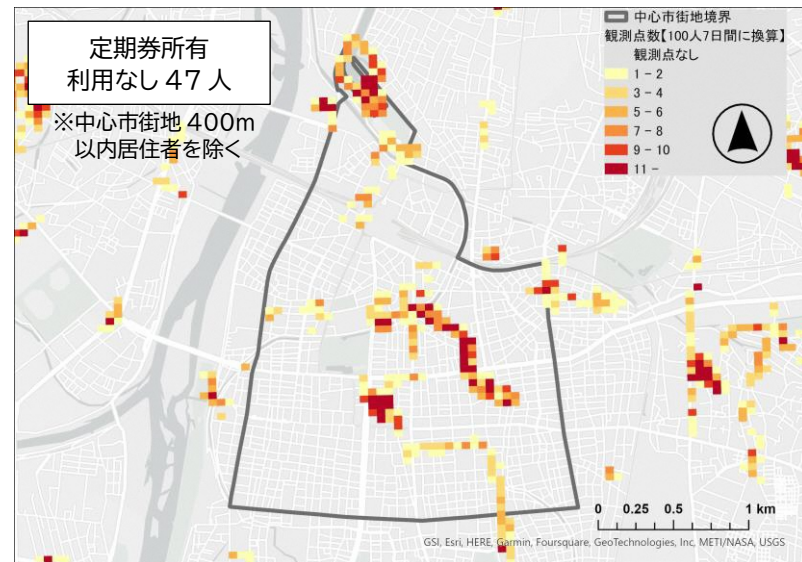 定期券所有
利用なし 47 人
※中心市街地 400m
以内居住者を除く
中心市街地境界
観測点数【100人7日間に換算】
観測点なし
1 - 2
3 - 4
5 - 6
7 - 8
9 - 10
11 -
0 0.25 0.5 1 km
GSI, Esri, HERE, Garmin, Foursquare, GeoTechnologies, Inc, METI/NASA, USGS